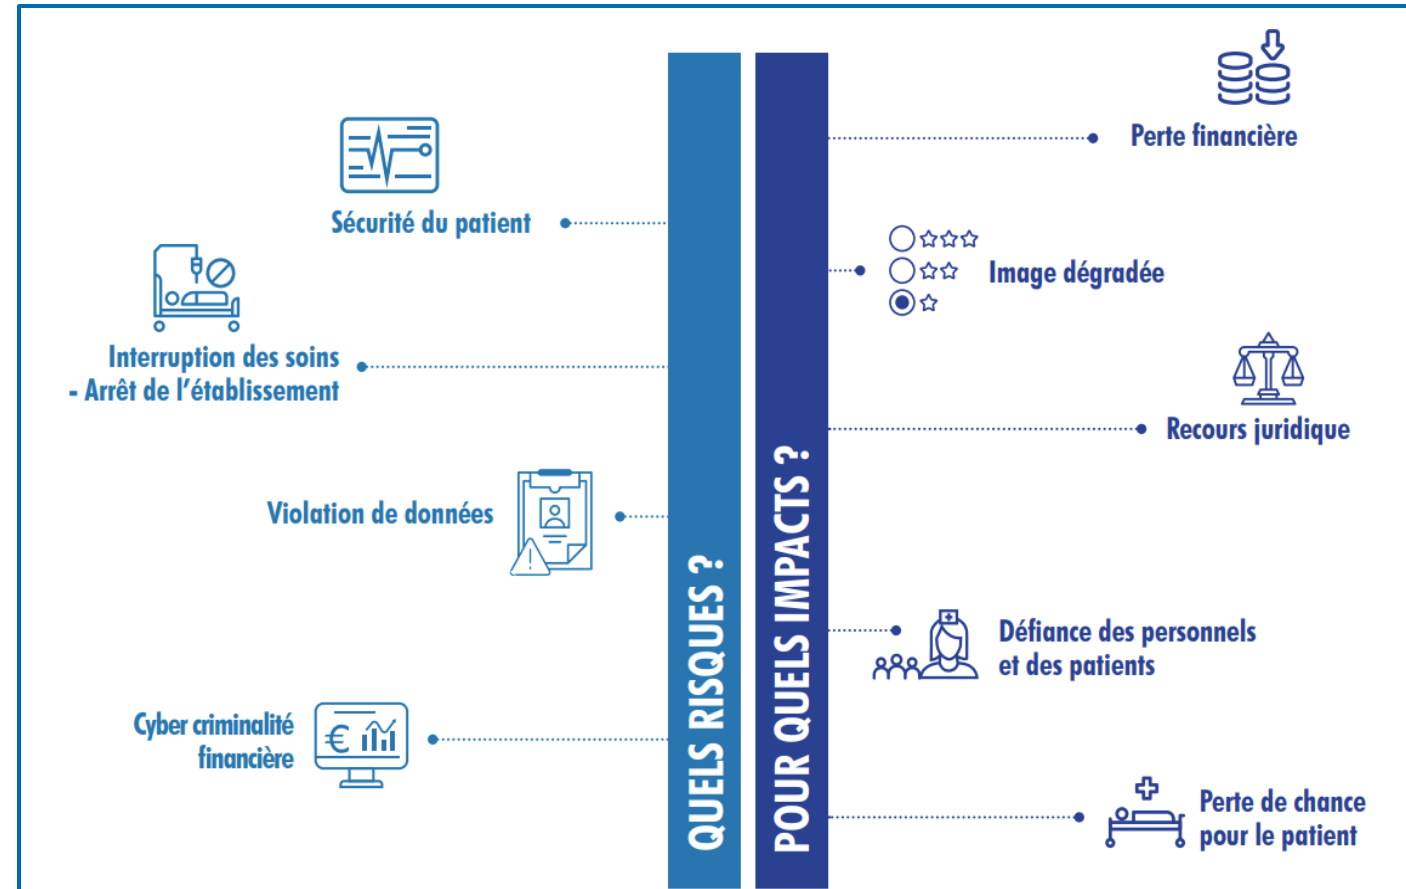 QUELS RISQUES ?
Sécurité du patient
Interruption des soins
- Arrêt de l'établissement
Violation de données
Cyber criminalité
financière
€
POUR QUELS IMPACTS ?
Perte financière
Image dégradée
Recours juridique
Défiance des personnels
et des patients
Perte de chance
pour le patient